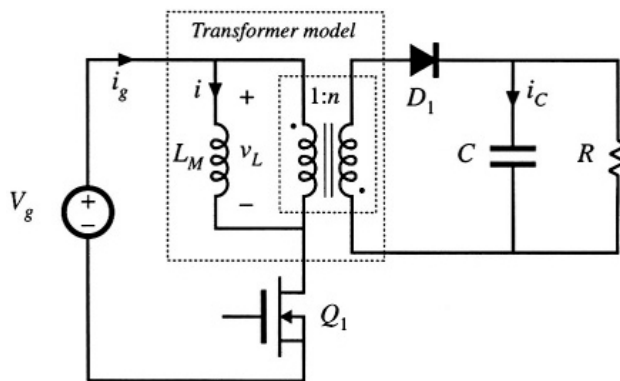 Transformer model
i_g
i
+
1:n
D_1
i_C
L_M
v_L
C
R
V_g
+
−
−
Q_1